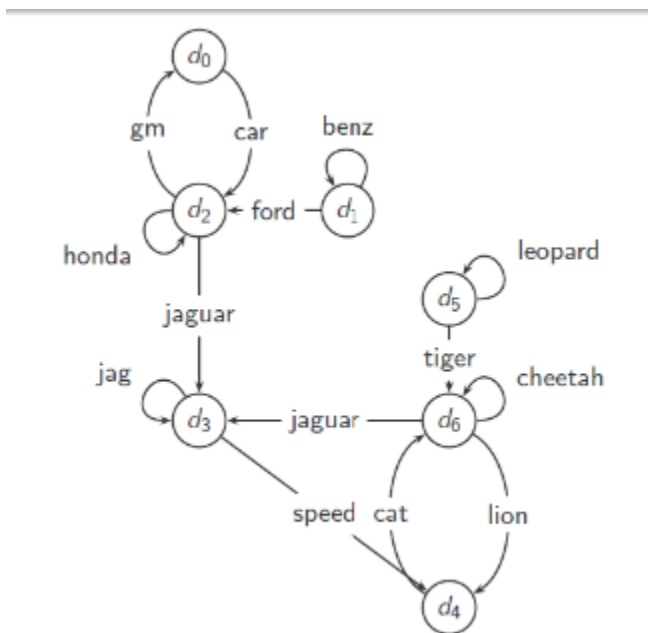 d0
gm car
benz
d2 ford d1
honda
leopard
d5
jaguar
tiger
jag cheetah
d3 jaguar d6
speed cat lion
d4